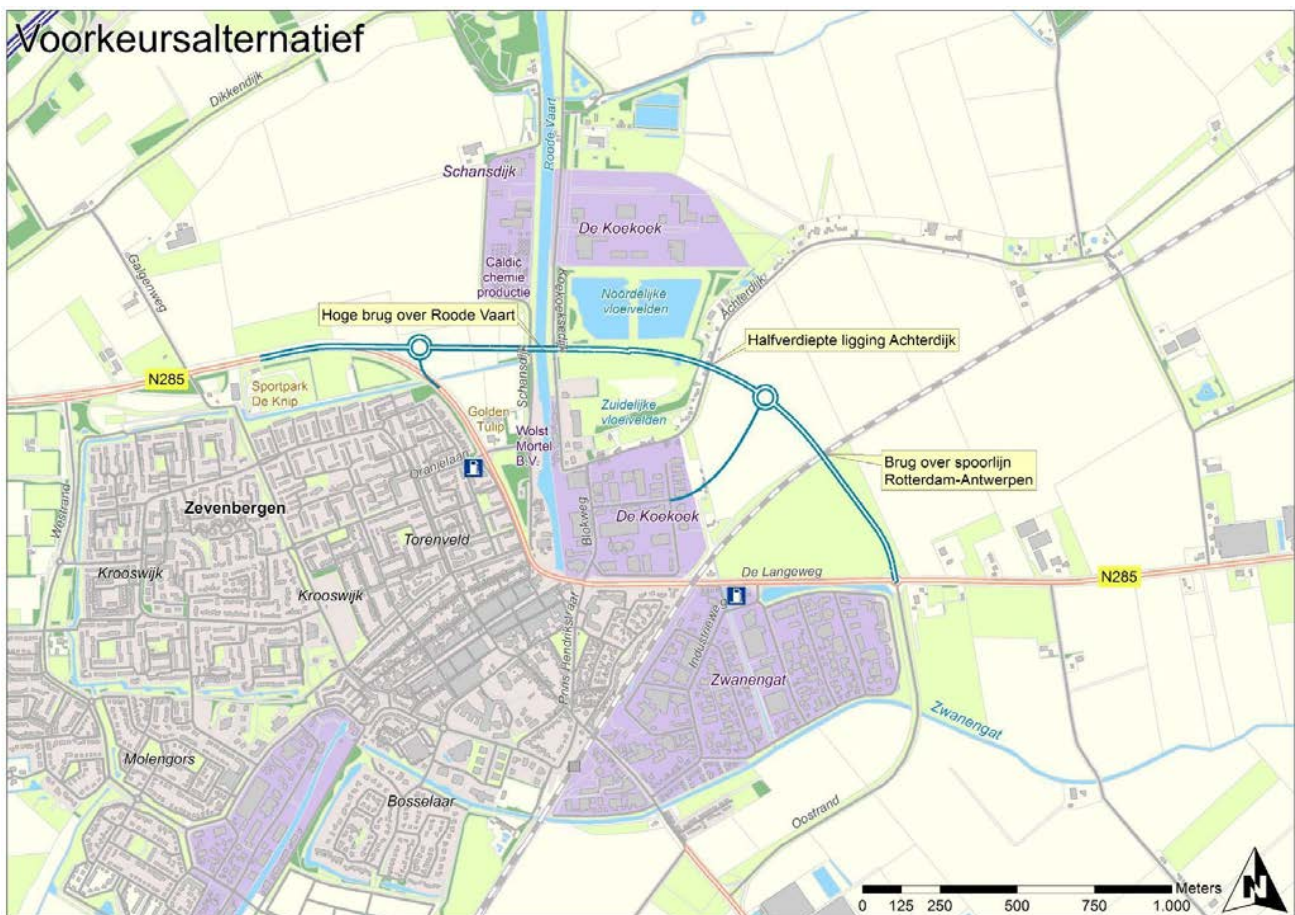 Voorkeursalternatief
Dikkendijk
Roode Vaart
Schansdijk
De Koekoek
Galgenweg
Caldic
chemie
productie
Koekoeksedijk
Noordelijke
vloeivelden
Achterdijk
Hoge brug over Roode Vaart
Halfverdiepte ligging Achterdijk
N285
Sportpark
De Knip
Schansdijk
Golden
Tulip
Zuidelijke
vloeivelden
Wolst
Mortel
B.V.
Oranjelaan
Brug over spoorlijn
Rotterdam-Antwerpen
Westrand
Zevenbergen
De Koekoek
Blokweg
Torenveld
Krooswijk
Krooswijk
De Langeweg
N285
Industrieweg
Prins Hendrikstraat
Zwanengat
Zwanengat
Molengors
Bosselaar
Oostrand
Meters
0 125 250 500 750 1.000
N